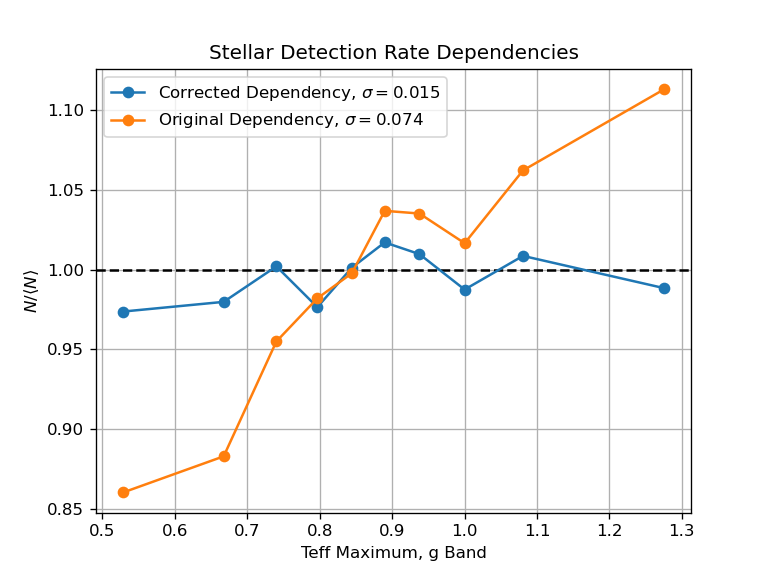 Stellar Detection Rate Dependencies
Corrected Dependency, σ = 0.015
Original Dependency, σ = 0.074
N/⟨N⟩
1.10
1.05
1.00
0.95
0.90
0.85
0.5 0.6 0.7 0.8 0.9 1.0 1.1 1.2 1.3
Teff Maximum, g Band